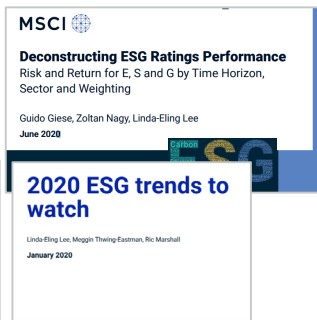 MSCI
Deconstructing ESG Ratings Performance
Risk and Return for E, S and G by Time Horizon,
Sector and Weighting
Guido Giese, Zoltan Nagy, Linda-Eling Lee
June 2020
Carbon
ESG
2020 ESG trends to
watch
Linda-Eling Lee, Meggin Thwing-Eastman, Ric Marshall
January 2020